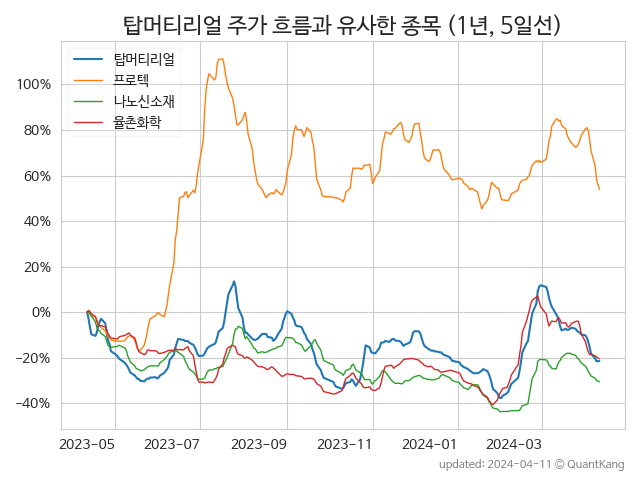 탑머티리얼 주가 흐름과 유사한 종목 (1년, 5일선)
탑머티리얼
프로텍
나노신소재
율촌화학
100%
80%
60%
40%
20%
0%
−20%
−40%
2023-05 2023-07 2023-09 2023-11 2024-01 2024-03
updated: 2024-04-11 © QuantKang